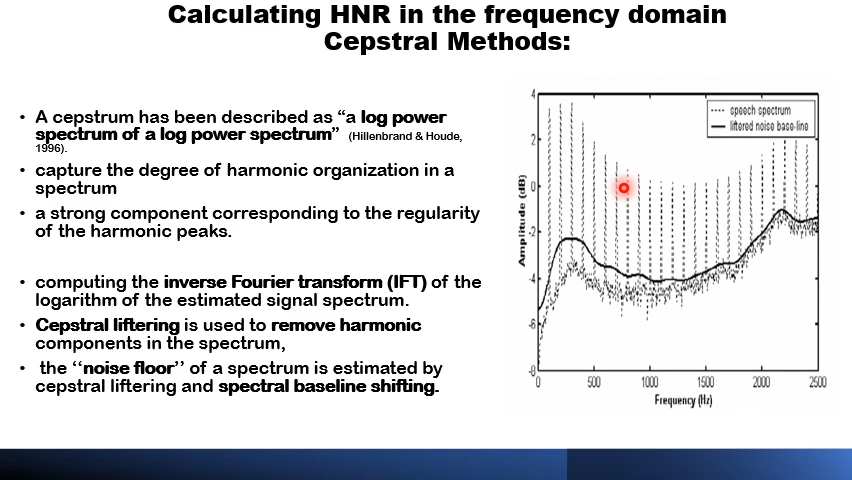 Calculating HNR in the frequency domain
Cepstral Methods:
• A cepstrum has been described as “a log power
spectrum of a log power spectrum” (Hillenbrand & Houde,
1996).
• capture the degree of harmonic organization in a
spectrum
• a strong component corresponding to the regularity
of the harmonic peaks.
• computing the inverse Fourier transform (IFT) of the
logarithm of the estimated signal spectrum.
• Cepstral liftering is used to remove harmonic
components in the spectrum,
• the ‘‘noise floor’’ of a spectrum is estimated by
cepstral liftering and spectral baseline shifting.
speech spectrum
liftered noise base-line
Amplitude (dB)
4
2
0
-2
-4
-6
-8
0 500 1000 1500 2000 2500
Frequency (Hz)